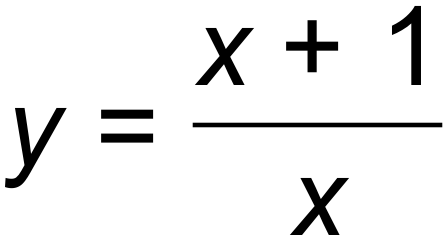 y = x + 1
x